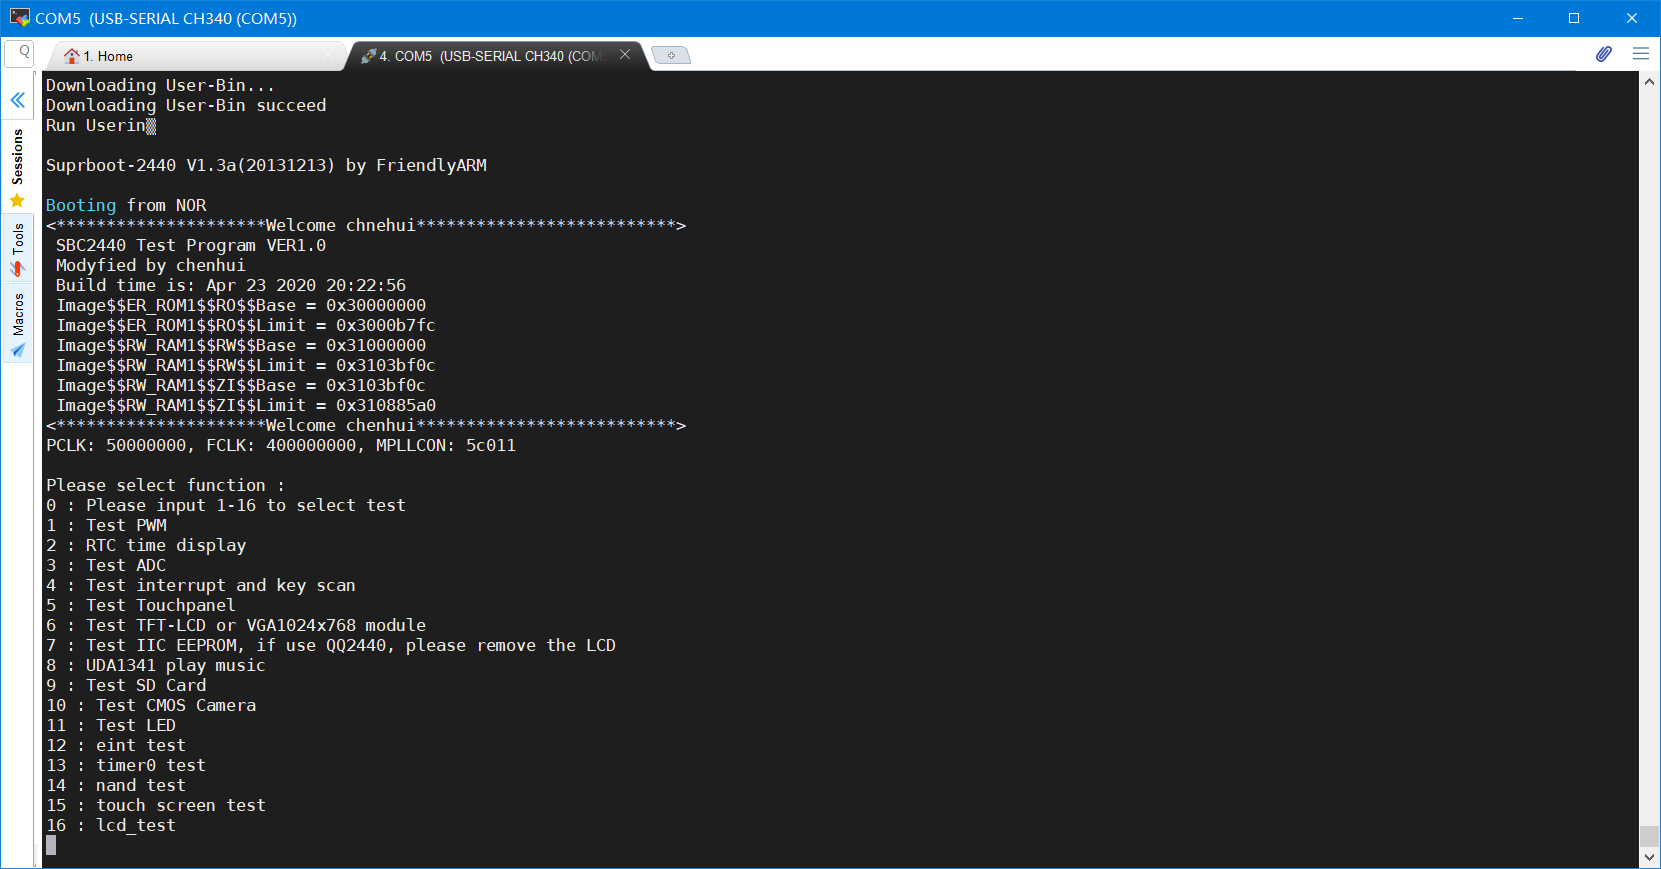 COM5 (USB-SERIAL CH340 (COM5))
1. Home
4. COM5 (USB-SERIAL CH340 (COM
Sessions
Tools
Macros
Downloading User-Bin...
Downloading User-Bin succeed
Run Userin▒
Suprboot-2440 V1.3a(20131213) by FriendlyARM
Booting from NOR
<*********************Welcome chnehui**************************>
SBC2440 Test Program VER1.0
Modyfied by chenhui
Build time is: Apr 23 2020 20:22:56
Image$$ER_ROM1$$RO$$Base = 0x30000000
Image$$ER_ROM1$$RO$$Limit = 0x3000b7fc
Image$$RW_RAM1$$RW$$Base = 0x31000000
Image$$RW_RAM1$$RW$$Limit = 0x3103bf0c
Image$$RW_RAM1$$ZI$$Base = 0x3103bf0c
Image$$RW_RAM1$$ZI$$Limit = 0x310885a0
<*********************Welcome chenhui**************************>
PCLK: 50000000, FCLK: 400000000, MPLLCON: 5c011
Please select function :
0 : Please input 1-16 to select test
1 : Test PWM
2 : RTC time display
3 : Test ADC
4 : Test interrupt and key scan
5 : Test Touchpanel
6 : Test TFT-LCD or VGA1024x768 module
7 : Test IIC EEPROM, if use QQ2440, please remove the LCD
8 : UDA1341 play music
9 : Test SD Card
10 : Test CMOS Camera
11 : Test LED
12 : eint test
13 : timer0 test
14 : nand test
15 : touch screen test
16 : lcd_test